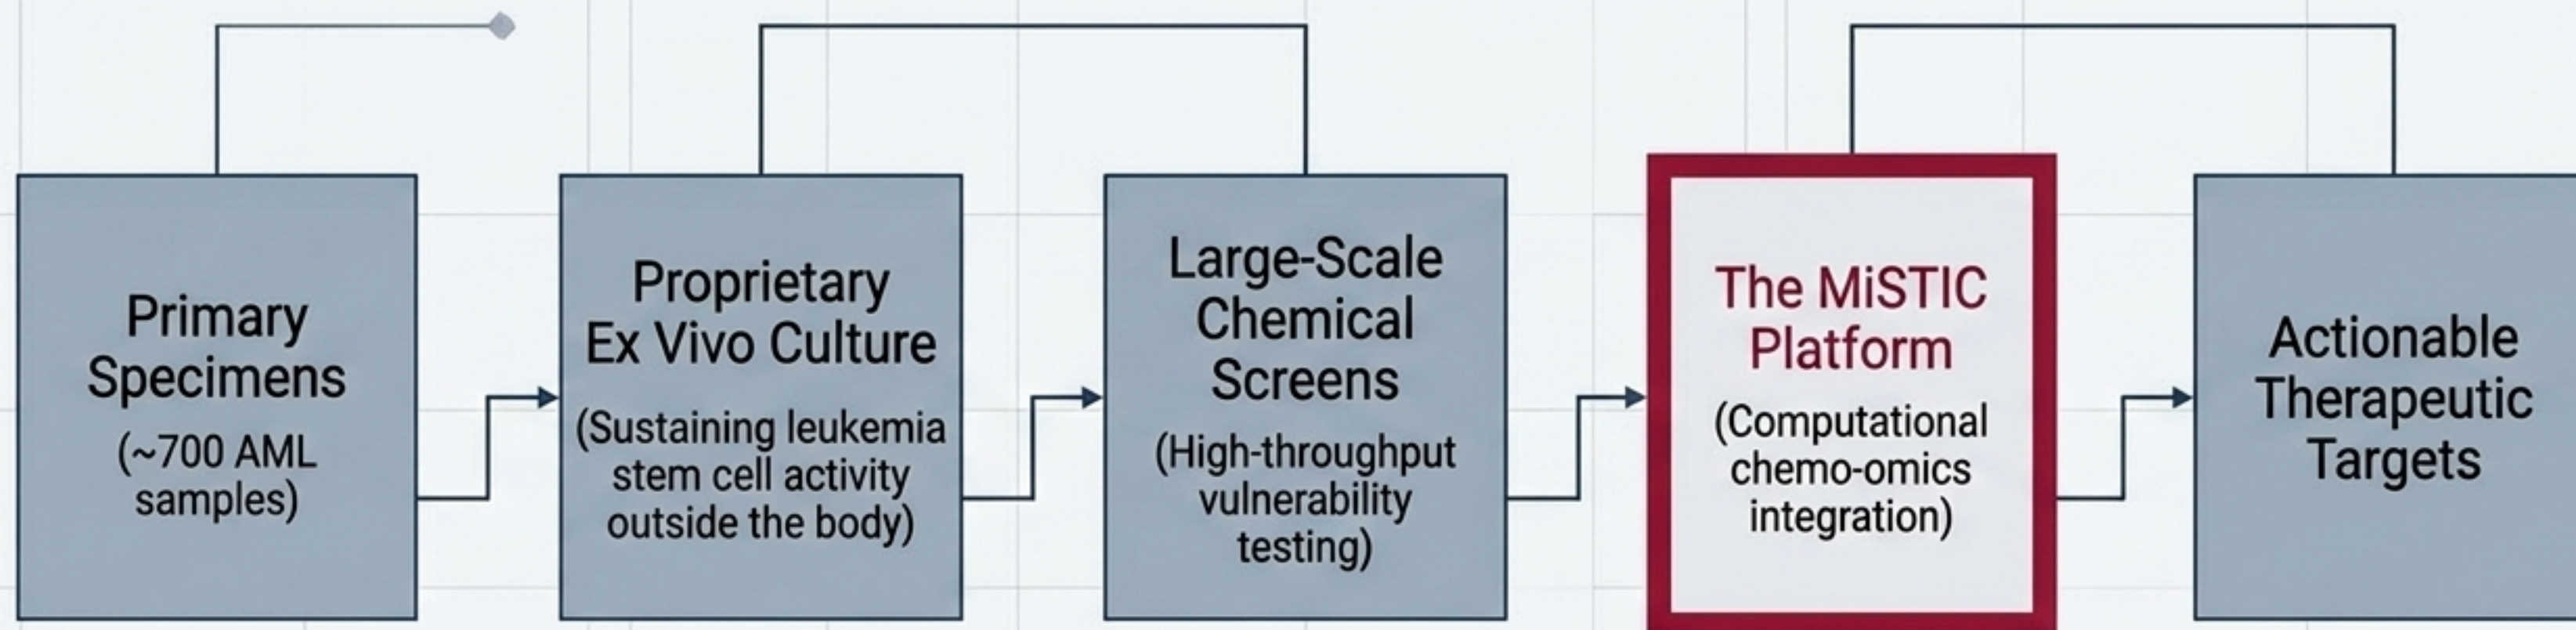 Primary
Specimens
(~700 AML
samples)
Proprietary
Ex Vivo Culture
(Sustaining leukemia
stem cell activity
outside the body)
Large-Scale
Chemical
Screens
(High-throughput
vulnerability
testing)
The MiSTIC
Platform
(Computational
chemo-omics
integration)
Actionable
Therapeutic
Targets